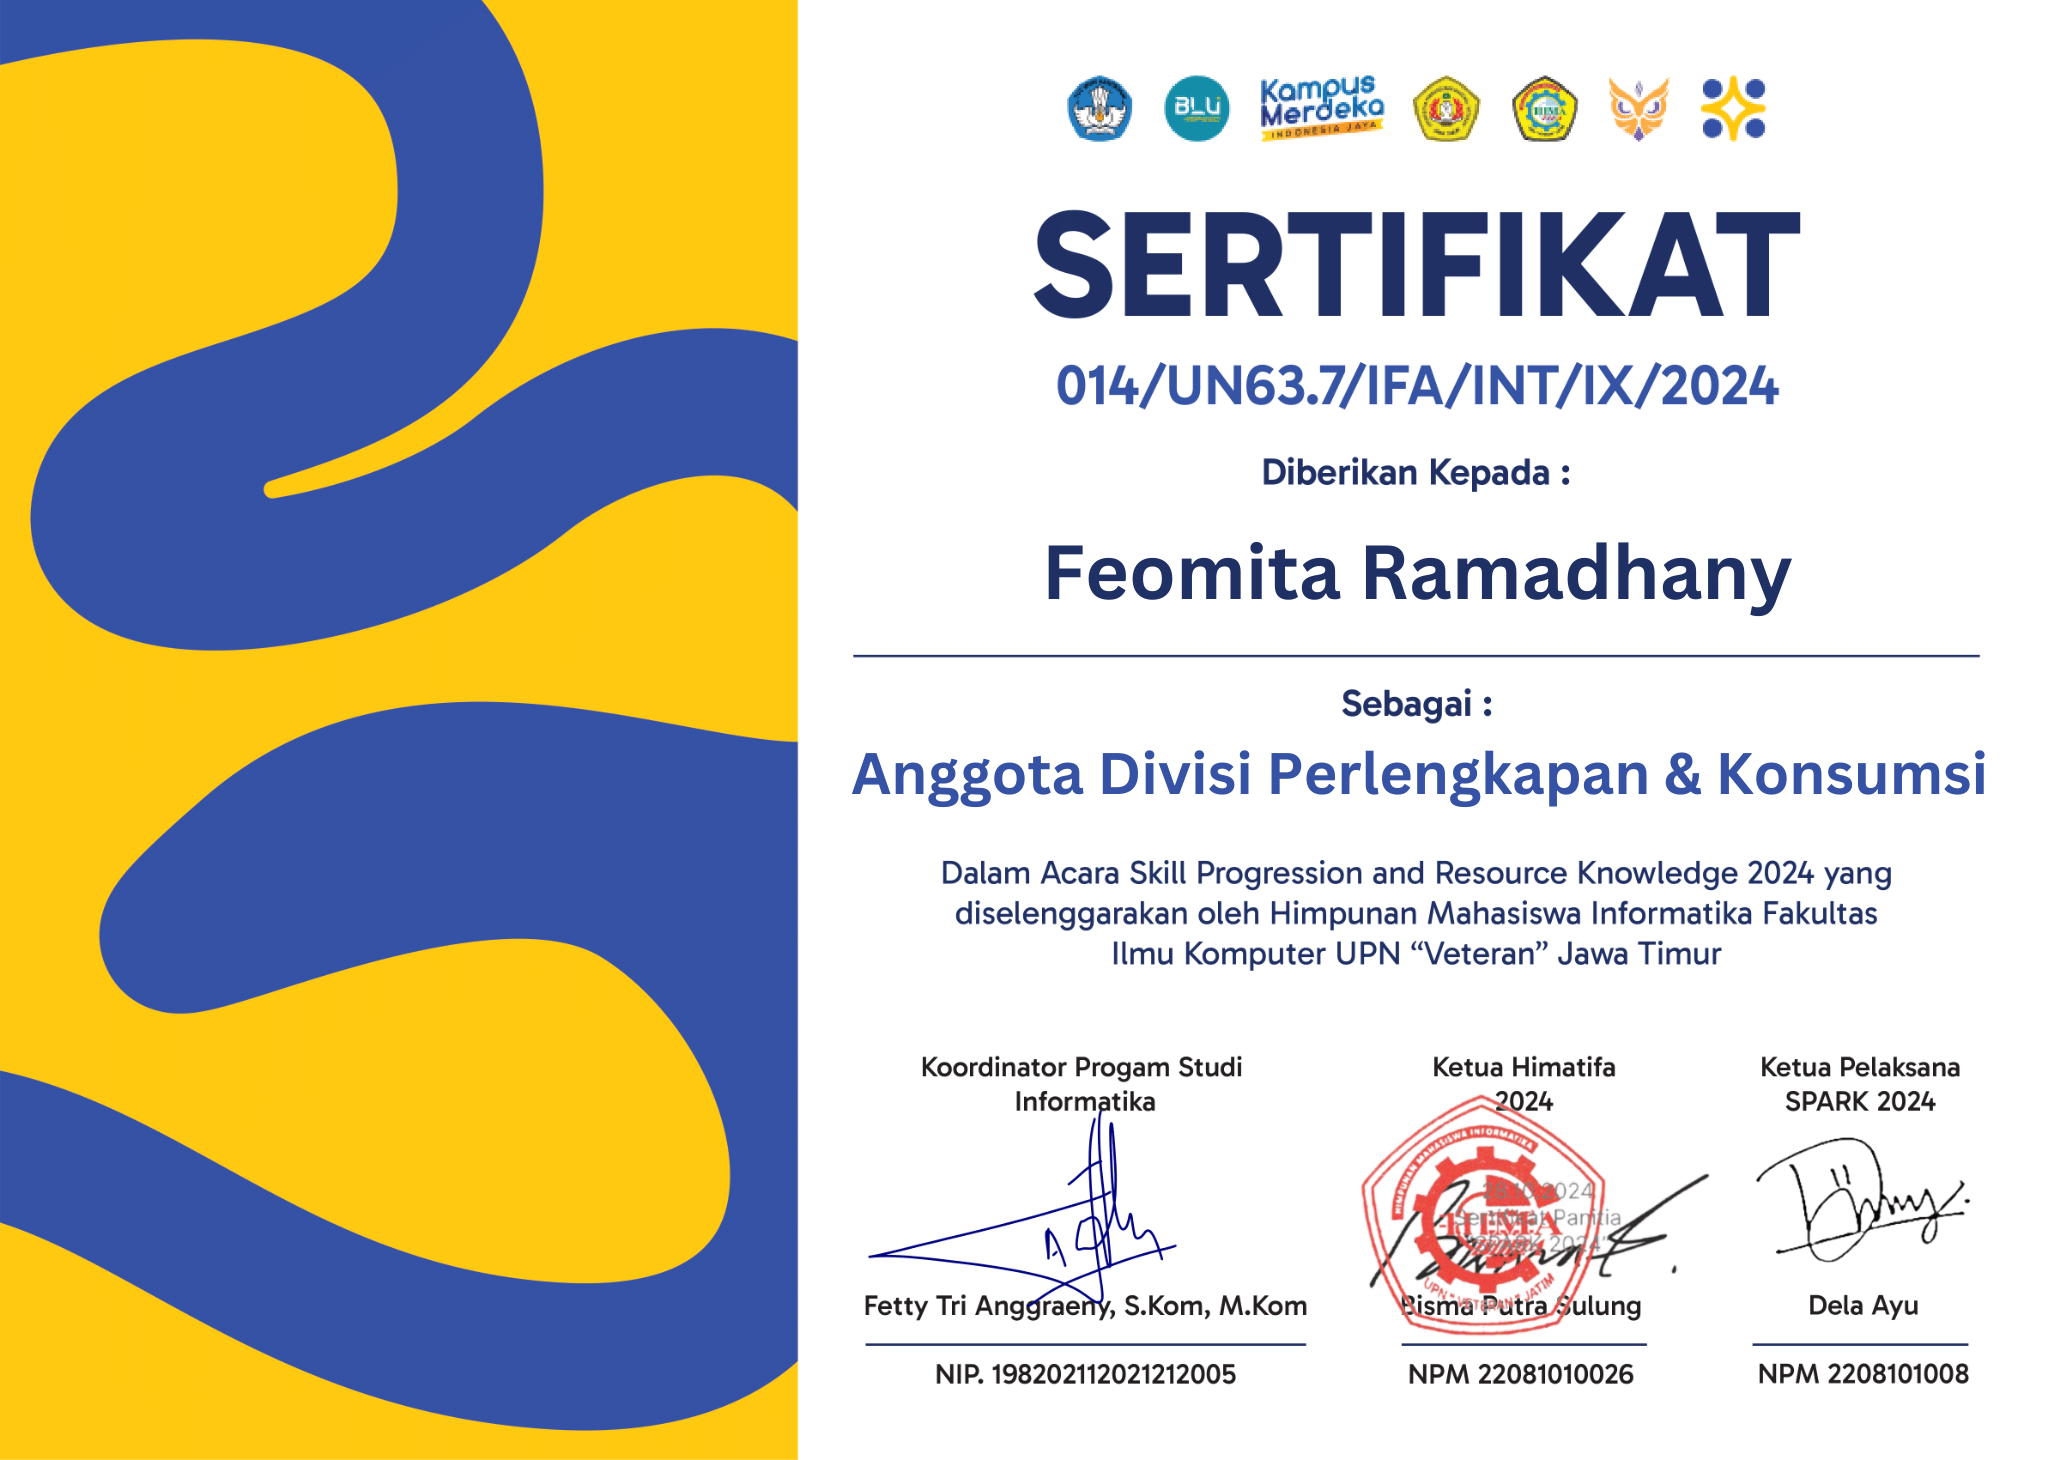 BLU
Kampus
Merdeka
INDONESIA JAYA
HIMA
SERTIFIKAT
014/UN63.7/IFA/INT/IX/2024
Diberikan Kepada :
Feomita Ramadhany
Sebagai :
Anggota Divisi Perlengkapan & Konsumsi
Dalam Acara Skill Progression and Resource Knowledge 2024 yang
diselenggarakan oleh Himpunan Mahasiswa Informatika Fakultas
Ilmu Komputer UPN “Veteran” Jawa Timur
Koordinator Progam Studi
Informatika
Fetty Tri Anggraeny, S.Kom, M.Kom
NIP. 198202112021212005
Ketua Himatifa
2024
HIMPUNAN MAHASISWA INFORMATIKA
HIMA
UPN "VETERAN" JATIM
Sertifikat Panitia
"SPARK 2024"
Bisma Putra Sulung
NPM 22081010026
Ketua Pelaksana
SPARK 2024
Dela Ayu
NPM 2208101008